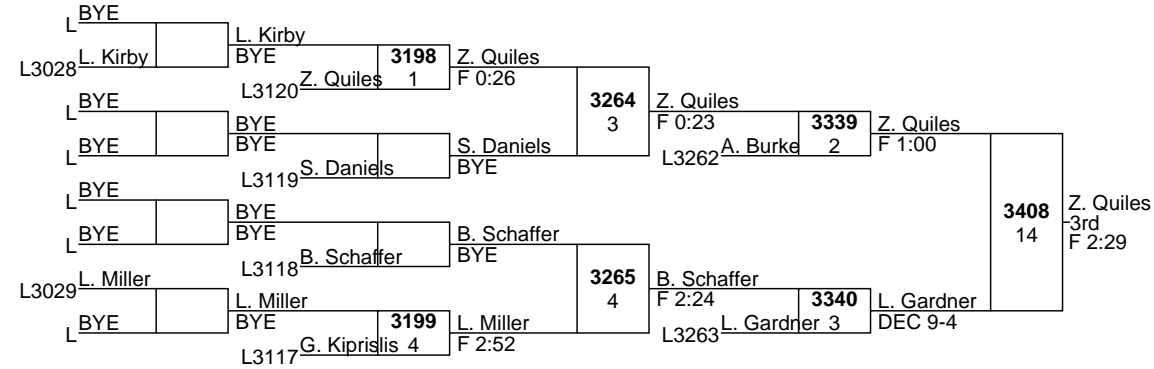 L BYE
L. Kirby
L3028 L. Kirby
BYE
3198
Z. Quiles
L3120 Z. Quiles 1
F 0:26
L BYE
3264
Z. Quiles
BYE
3
F 0:23
3339
Z. Quiles
L BYE
BYE
S. Daniels
L3262 A. Burke 2
F 1:00
L3119 S. Daniels
BYE
L BYE
BYE
3408
Z. Quiles
3rd
L BYE
BYE
B. Schaffer
14
F 2:29
L3118 B. Schaffer
BYE
3265
B. Schaffer
L3029 L. Miller
L. Miller
4
F 2:24
3340
L. Gardner
L BYE
BYE
3199
L. Miller
L3263 L. Gardner 3
DEC 9-4
L3117 G. Kiprislis 4
F 2:52